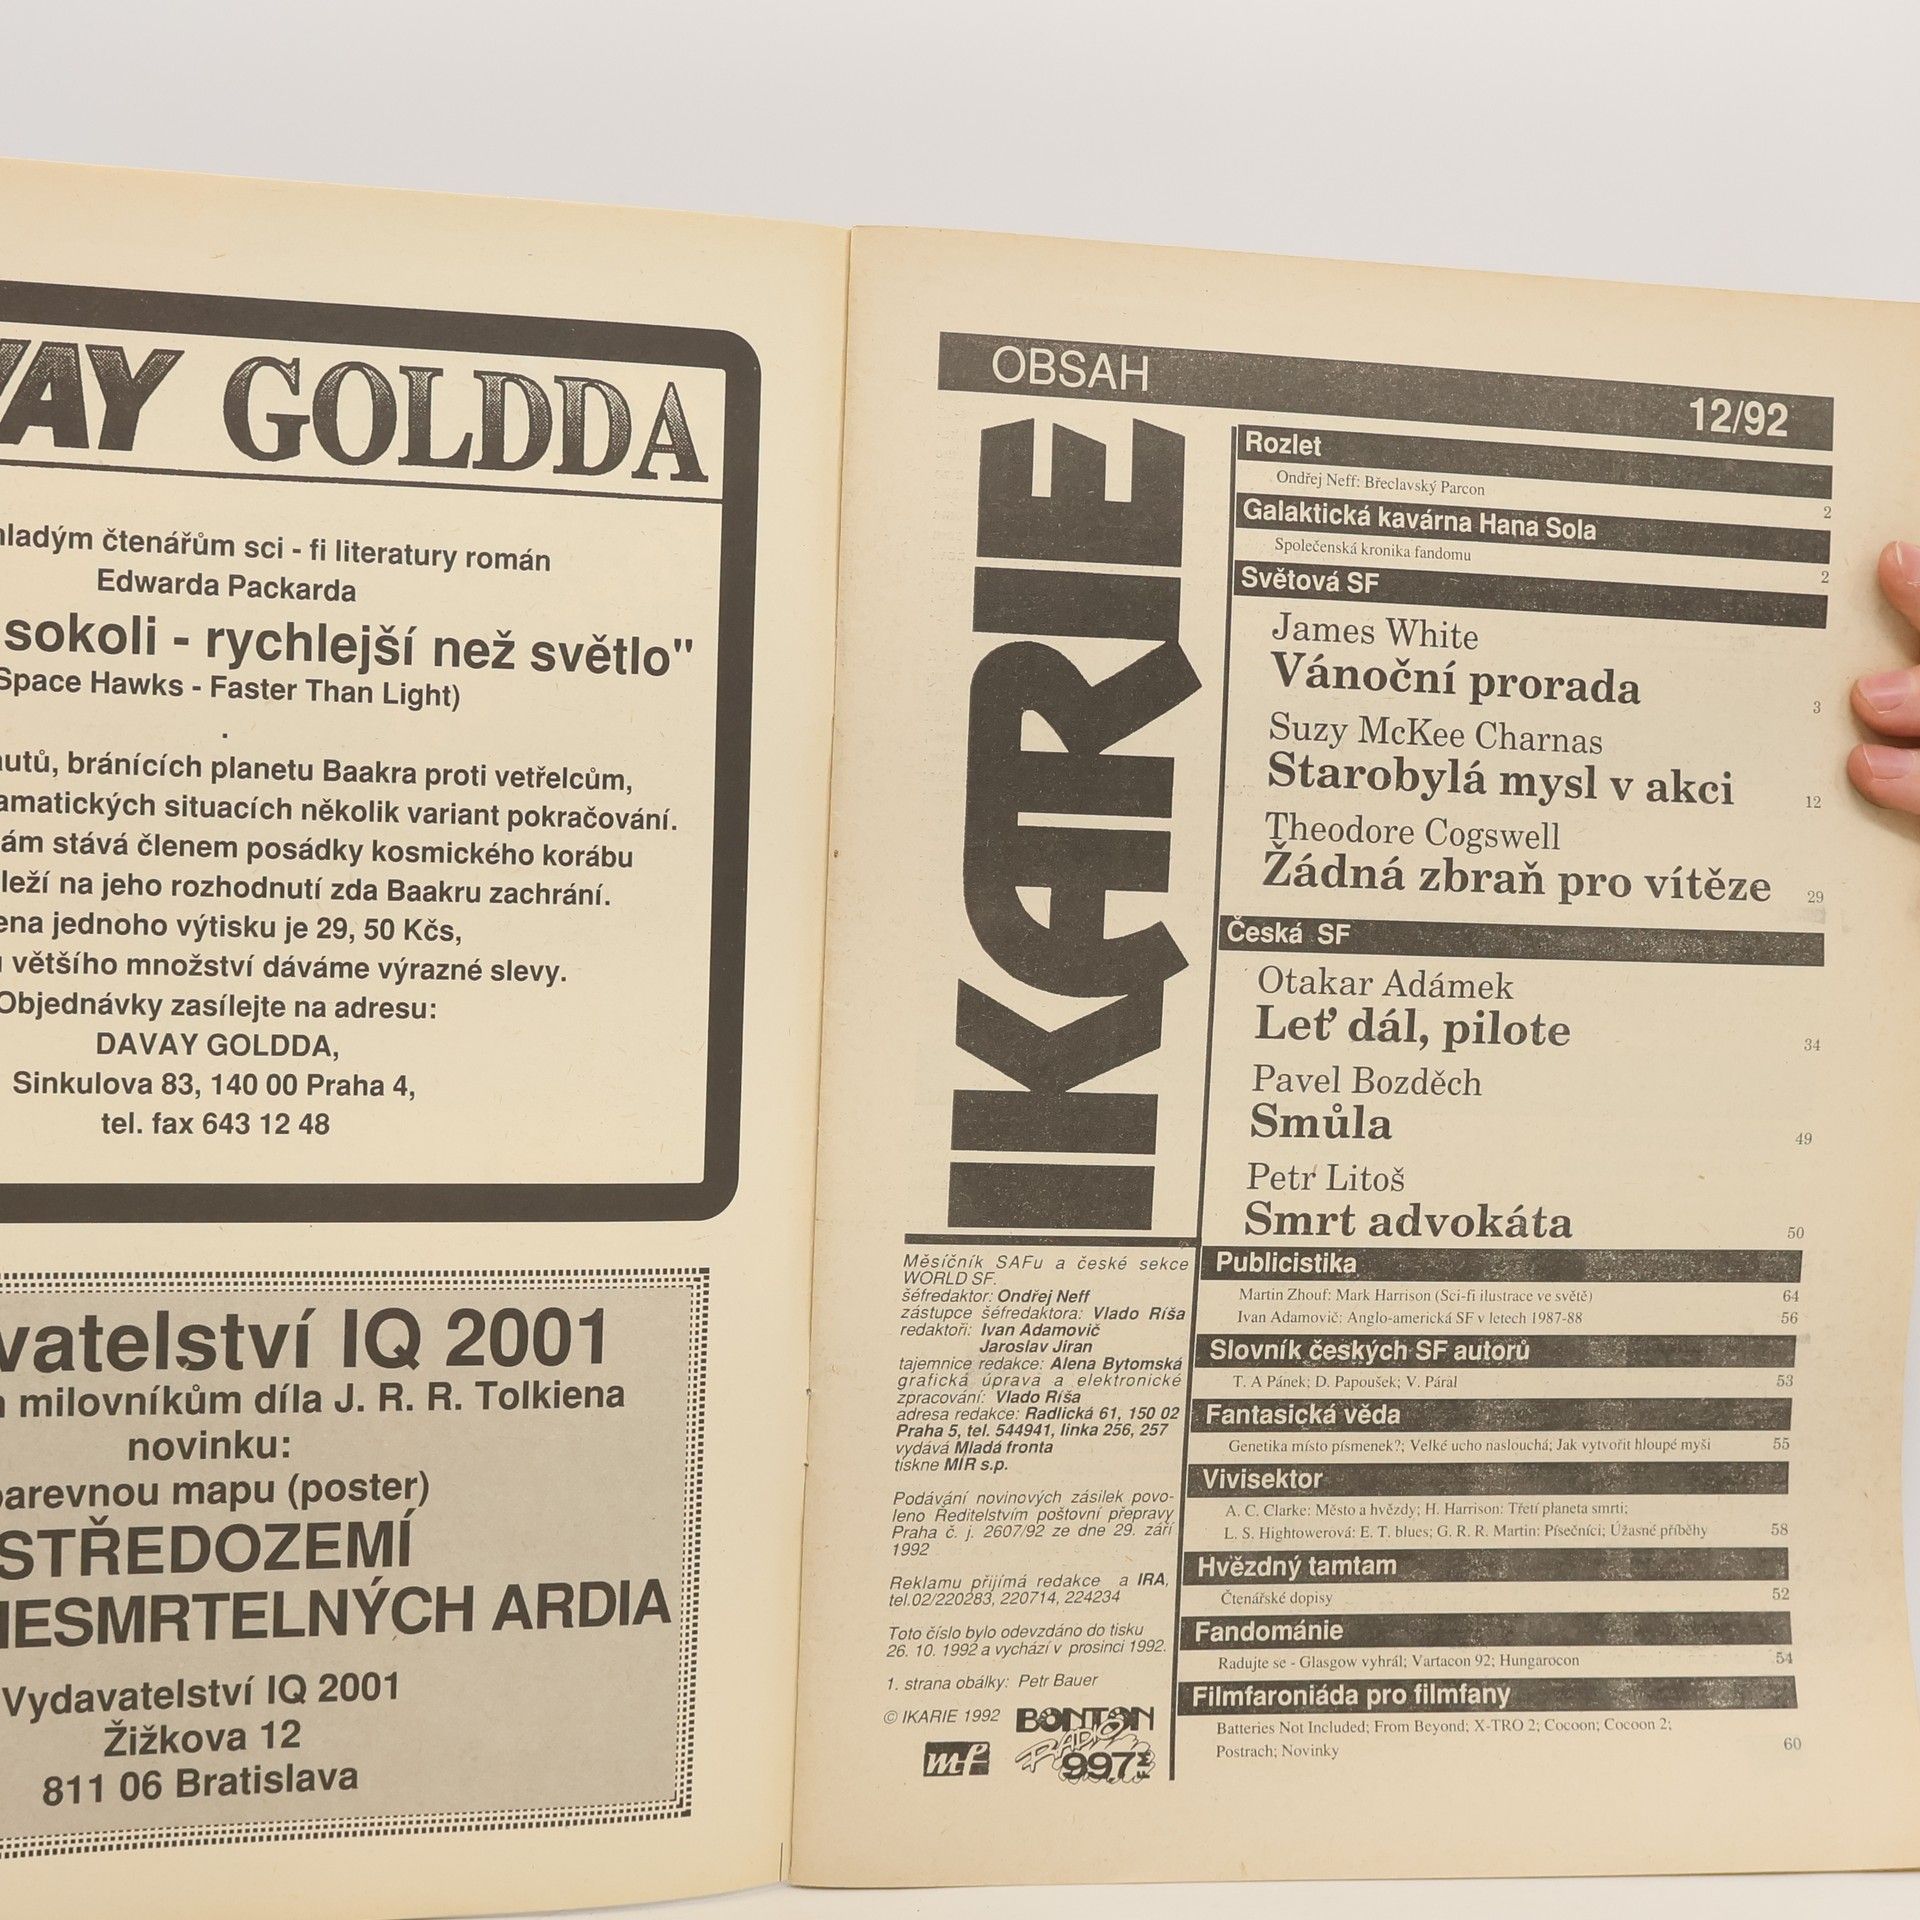 GOLDDA
čtenářům sci - fi literatury román
Edwarda Packarda
sokoli - rychlejší než světlo"
Space Hawks - Faster Than Light)
bránících planetu Baakra proti vetřelcům,
situacích několik variant pokračování.
stává členem posádky kosmického korábu
leží na jeho rozhodnutí zda Baakru zachrání.
jednoho výtisku je 29, 50 Kčs,
většího množství dáváme výrazné slevy.
Objednávky zasílejte na adresu:
DAVAY GOLDDA,
Sinkulova 83, 140 00 Praha 4,
tel. fax 643 12 48
IQ 2001
milovníkům díla J. R. R. Tolkiena
novinku:
mapu (poster)
STŘEDOZEMÍ
ARDIA
Vydavatelství IQ 2001
Žižkova 12
811 06 Bratislava
OBSAH
12/92
IKARIE
Rozlet
Ondřej Neff: Břeclavský Parcon 2
Galaktická kavárna Hana Sola
Společenská kronika fandomu 2
Světová SF
James White
Vánoční prorada 3
Suzy McKee Charnas
Starobylá mysl v akci 12
Theodore Cogswell
Žádná zbraň pro vítěze 29
Česká SF
Otakar Adámek
Leť dál, pilote 34
Pavel Bozděch
Smůla 49
Petr Litoš
Smrt advokáta 50
Publicistika
Martin Zhouf: Mark Harrison (Sci-fi ilustrace ve světě) 64
Ivan Adamovič: Anglo-americká SF v letech 1987-88 56
Slovník českých SF autorů
T. A Pánek; D. Papoušek; V. Páral 53
Fantasická věda
Genetika místo písmenek?; Velké ucho naslouchá; Jak vytvořit hloupé myši 55
Vivisektor
A. C. Clarke: Město a hvězdy; H. Harrison: Třetí planeta smrti;
L. S. Hightowerová: E. T. blues; G. R. R. Martin: Písečníci; Úžasné příběhy 58
Hvězdný tamtam
Čtenářské dopisy 52
Fandománie
Radujte se - Glasgow vyhrál; Vartacon 92; Hungarocon 54
Filmfaroniáda pro filmfany
Batteries Not Included; From Beyond; X-TRO 2; Cocoon; Cocoon 2;
Postrach; Novinky 60
Měsíčník SAFu a české sekce
WORLD SF.
šéfredaktor: Ondřej Neff
zástupce šéfredaktora: Vlado Ríša
redaktoři: Ivan Adamovič
Jaroslav Jiran
tajemnice redakce: Alena Bytomská
grafická úprava a elektronické
zpracování: Vlado Ríša
adresa redakce: Radlická 61, 150 02
Praha 5, tel. 544941, linka 256, 257
vydává Mladá fronta
tiskne MÍR s.p.
Podávání novinových zásilek povo-
leno Ředitelstvím poštovní přepravy
Praha č. j. 2607/92 ze dne 29. září
1992
Reklamu přijímá redakce a IRA,
tel.02/220283, 220714, 224234
Toto číslo bylo odevzdáno do tisku
26. 10. 1992 a vychází v prosinci 1992.
1. strana obálky: Petr Bauer
© IKARIE 1992
mf
BONTON
RADIO
997 FM